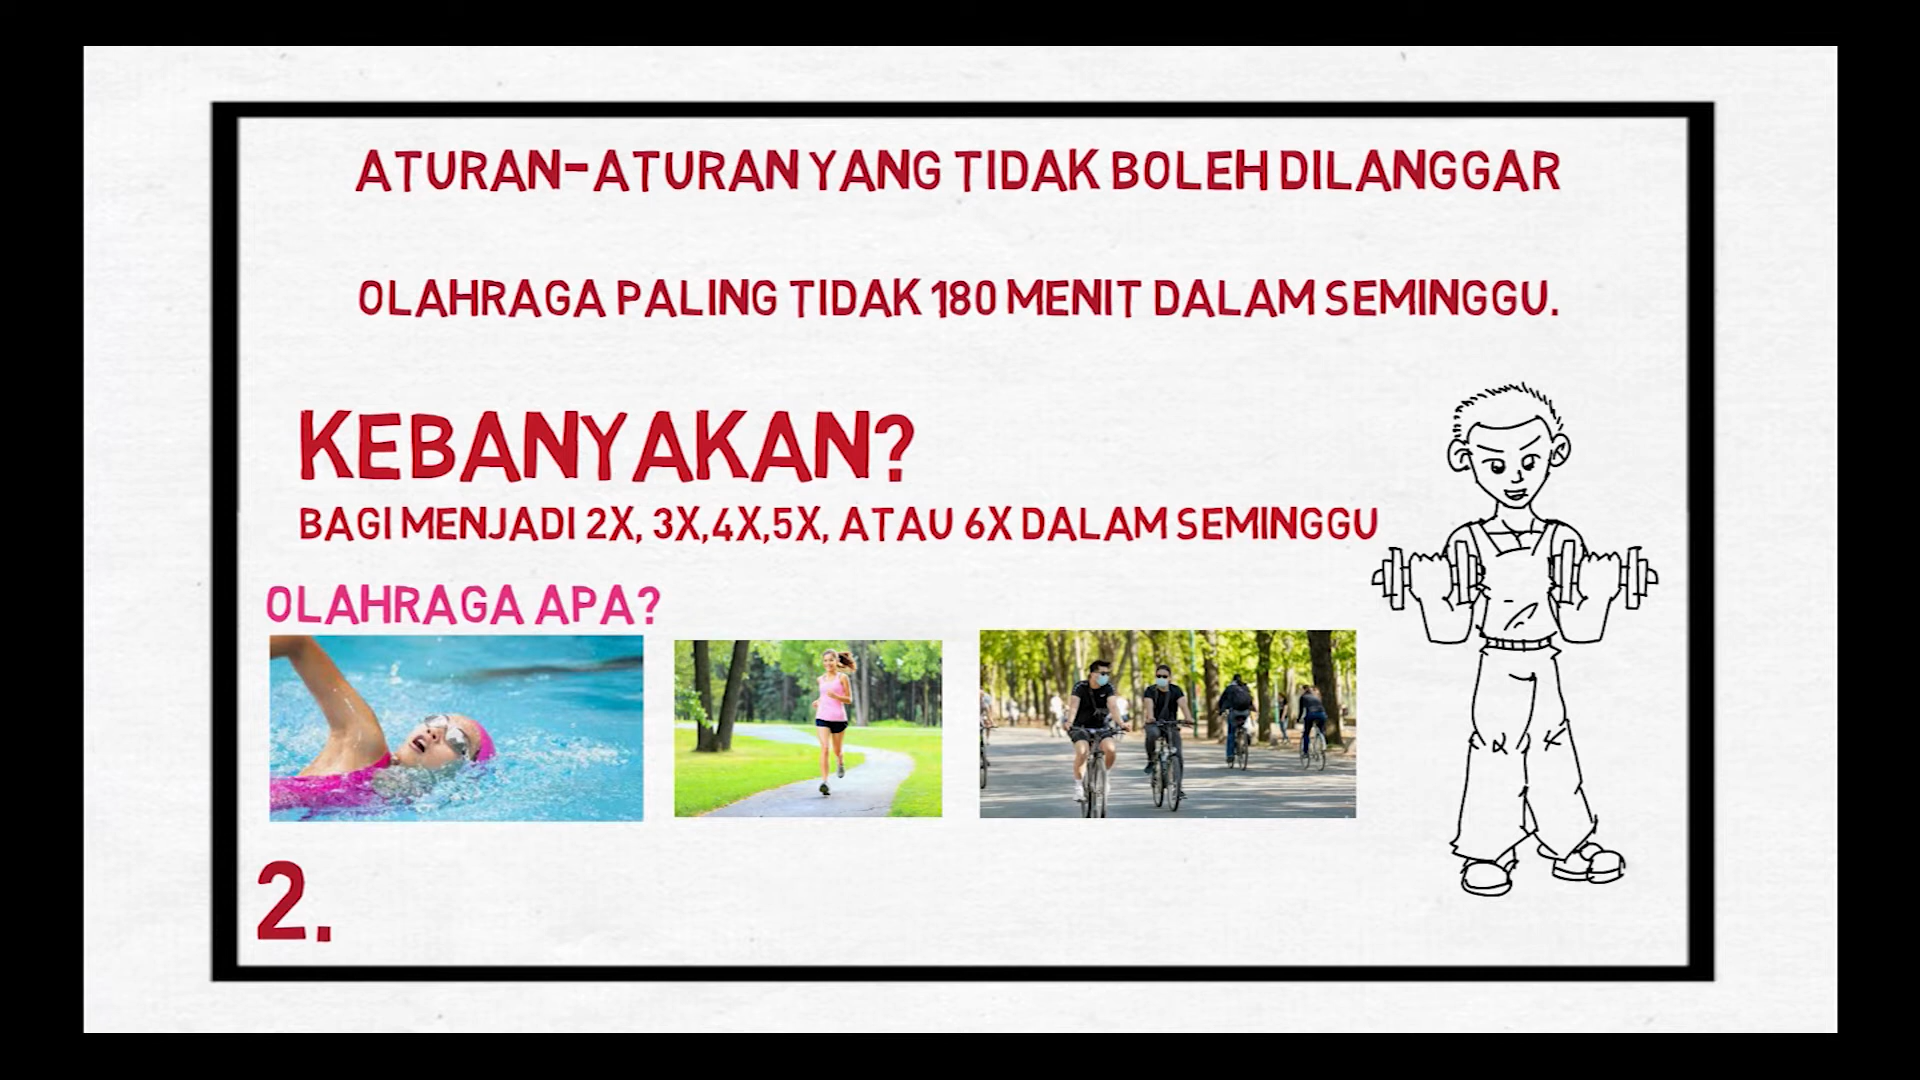 ATURAN-ATURAN YANG TIDAK BOLEH DILANGGAR
OLAHRAGA PALING TIDAK 180 MENIT DALAM SEMINGGU.
KEBANYAKAN?
BAGI MENJADI 2X, 3X,4X,5X, ATAU 6X DALAM SEMINGGU
OLAHRAGA APA?
2.